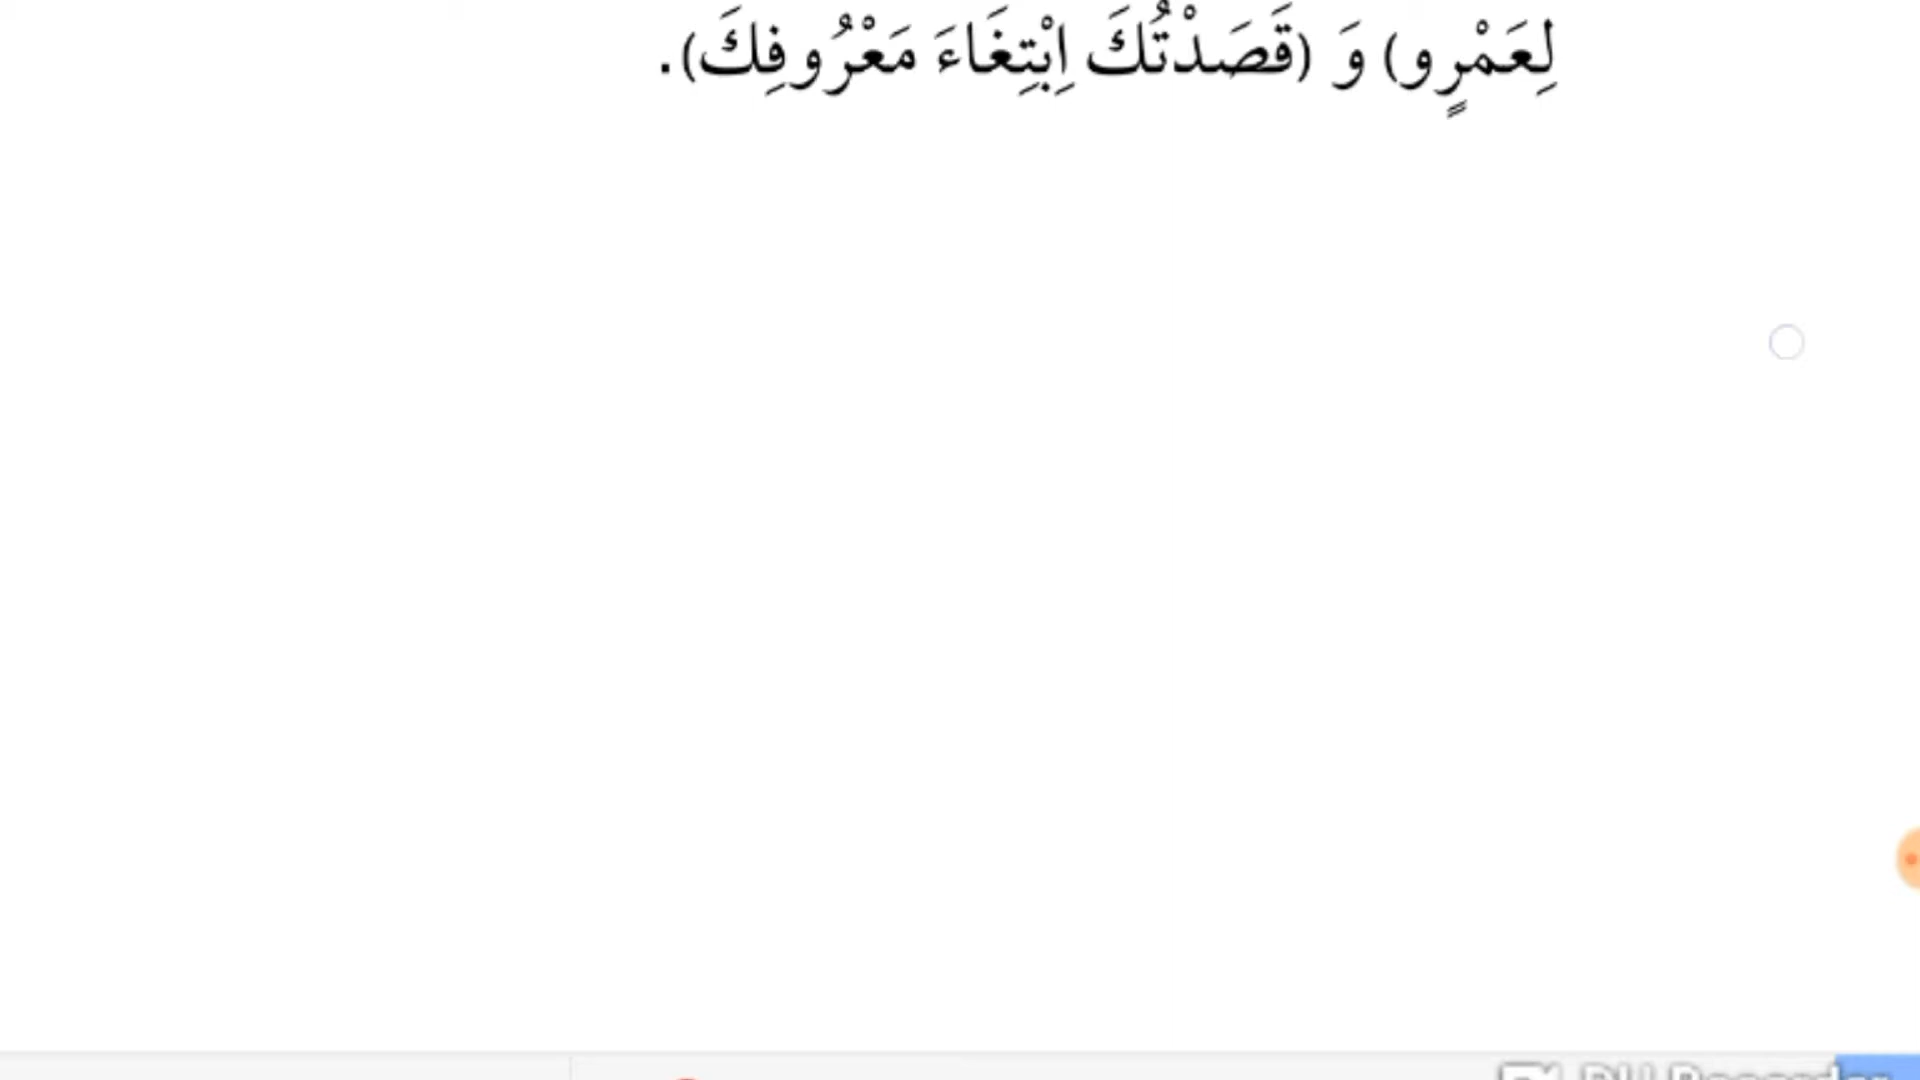 لِعَمْرٍو) وَ (قَصَدْتُكَ اِبْتِغَاءَ مَعْرُوفِكَ).